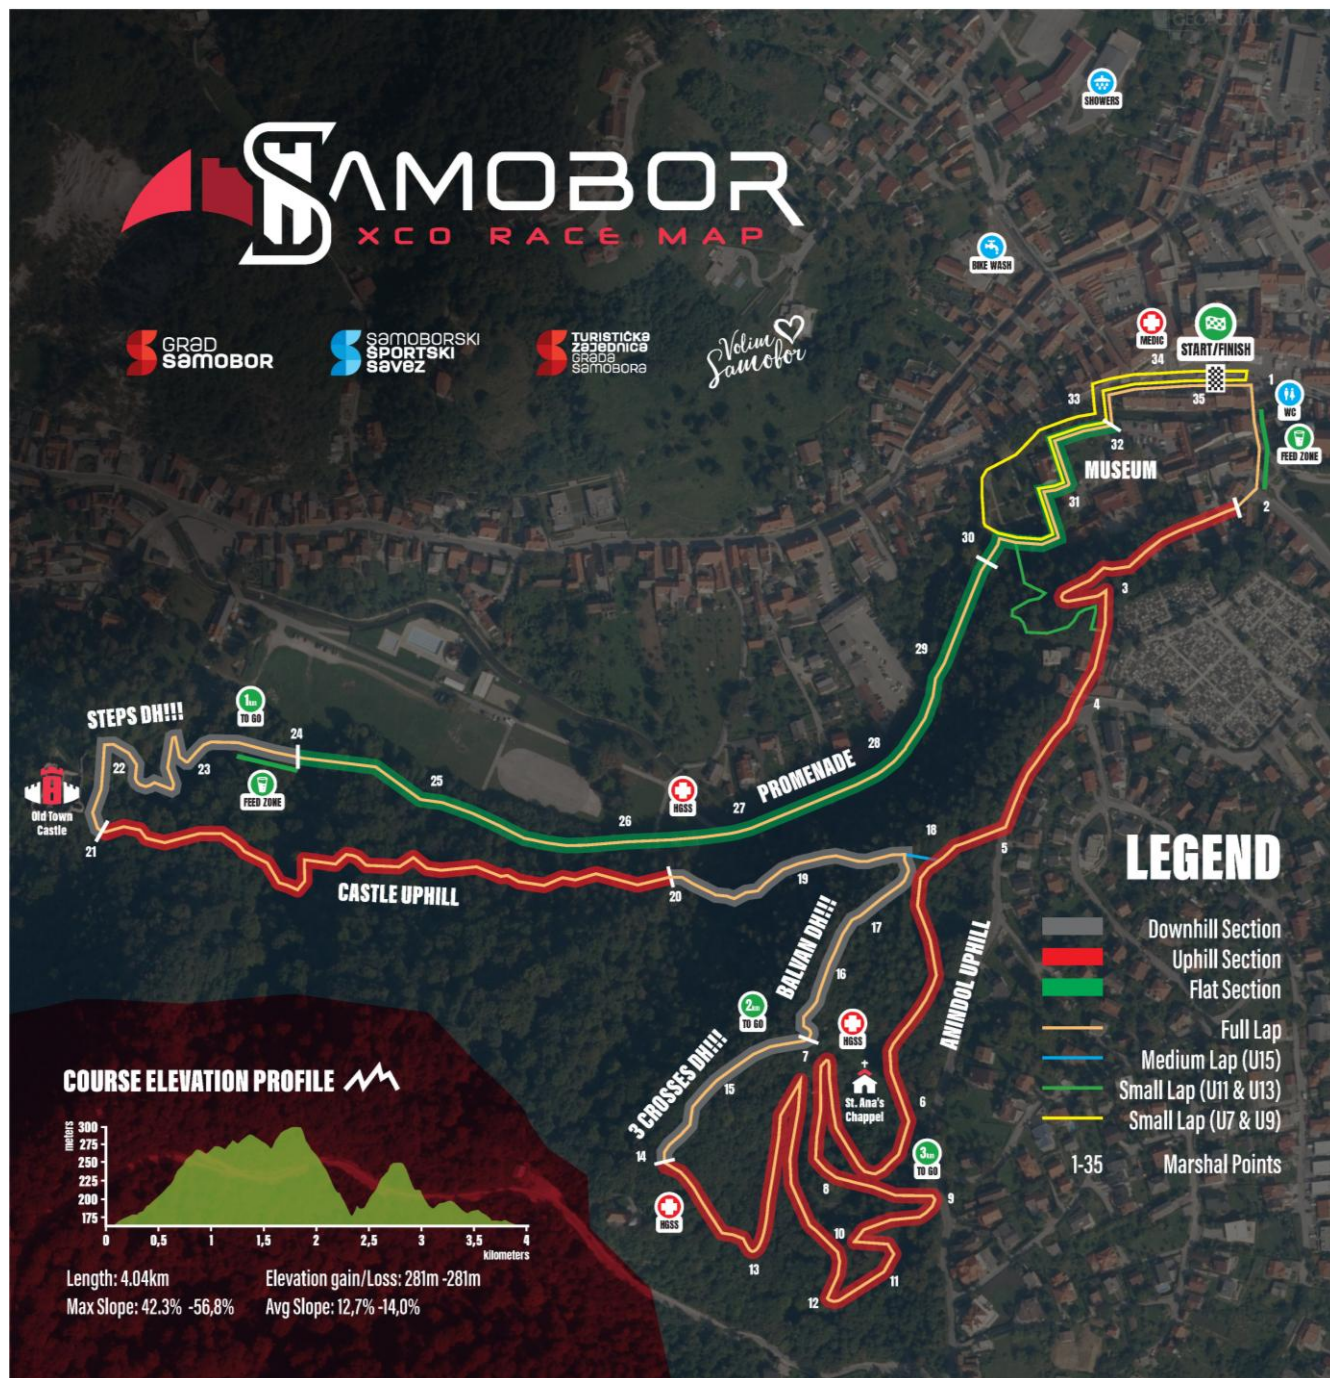 GEOPORTAL
SHOWERS
SAMOBOR
XCO RACE MAP
BIKE WASH
GRAD
SAMOBOR
SAMOBORSKI
ŠPORTSKI
SAVEZ
TURISTIČKA
ZAJEDNICA
GRADA
SAMOBORA
Volim
Samobor
MEDIC
START/FINISH
34
1
35
33
WC
32
FEED ZONE
MUSEUM
31
2
30
3
29
4
STEPS DH!!!
1km
TO GO
24
22
23
25
28
PROMENADE
FEED ZONE
HGSS
27
26
Old Town
Castle
21
18
5
LEGEND
19
20
CASTLE UPHILL
17
BALVAN DH!!!
16
ANINDOL UPHILL
Downhill Section
Uphill Section
Flat Section
Full Lap
Medium Lap (U15)
Small Lap (U11 & U13)
Small Lap (U7 & U9)
1-35 Marshal Points
2km
TO GO
HGSS
7
3 CROSSES DH!!!
15
St. Ana's
Chappel
6
14
3km
TO GO
8
9
HGSS
10
13
11
12
COURSE ELEVATION PROFILE
meters
300
275
250
225
200
175
0 0,5 1 1,5 2 2,5 3 3,5 4
kilometers
Length: 4.04km Elevation gain/Loss: 281m -281m
Max Slope: 42.3% -56,8% Avg Slope: 12,7% -14,0%